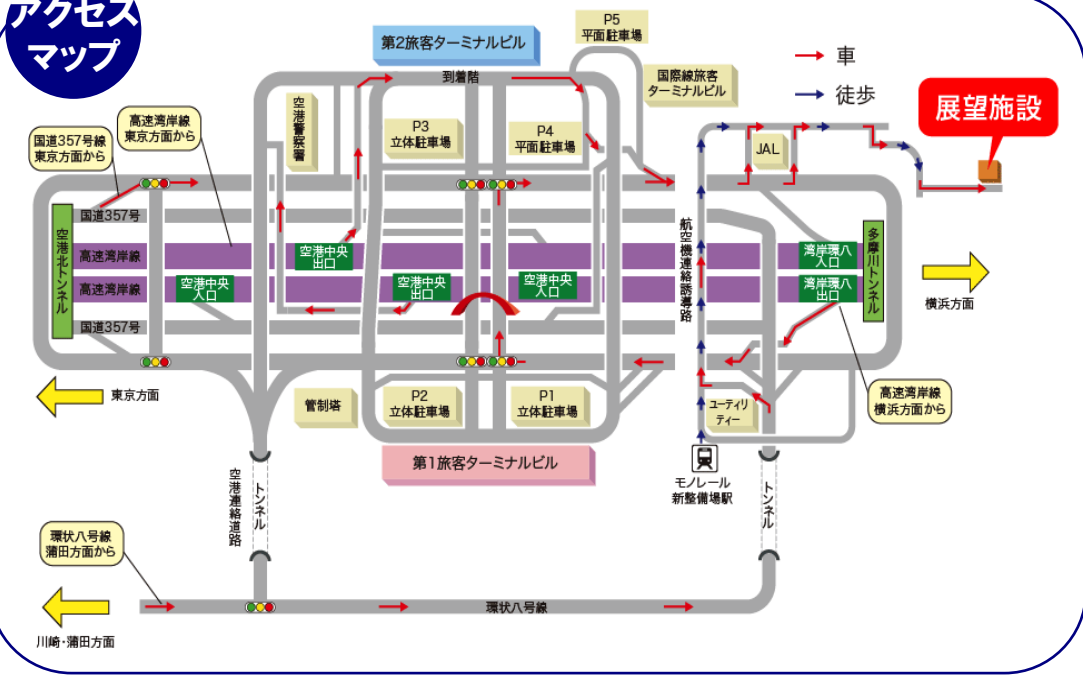 アクセス
マップ
P5
平面駐車場
第2旅客ターミナルビル
車
徒歩
到着階
国際線旅客
ターミナルビル
展望施設
空港警察署
高速湾岸線
東京方面から
国道357号線
東京方面から
P3
立体駐車場
P4
平面駐車場
JAL
国道357号
空港北トンネル
高速湾岸線
高速湾岸線
国道357号
空港中央
出口
空港中央
入口
空港中央
出口
空港中央
入口
航空機連絡誘導路
湾岸環八
入口
湾岸環八
出口
多摩川トンネル
横浜方面
東京方面
管制塔
P2
立体駐車場
P1
立体駐車場
ユーティリ
ティー
高速湾岸線
横浜方面から
第1旅客ターミナルビル
モノレール
新整備場駅
空港連絡道路
トンネル
トンネル
環状八号線
蒲田方面から
環状八号線
川崎・蒲田方面